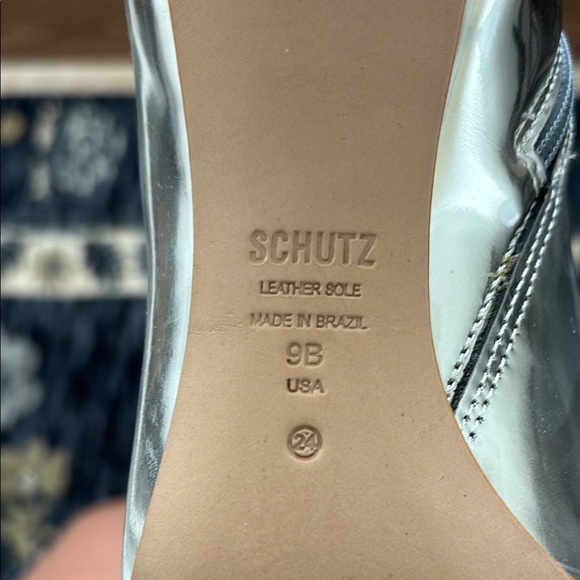 SCHUTZ
LEATHER SOLE
MADE IN BRAZIL
9B
USA
24